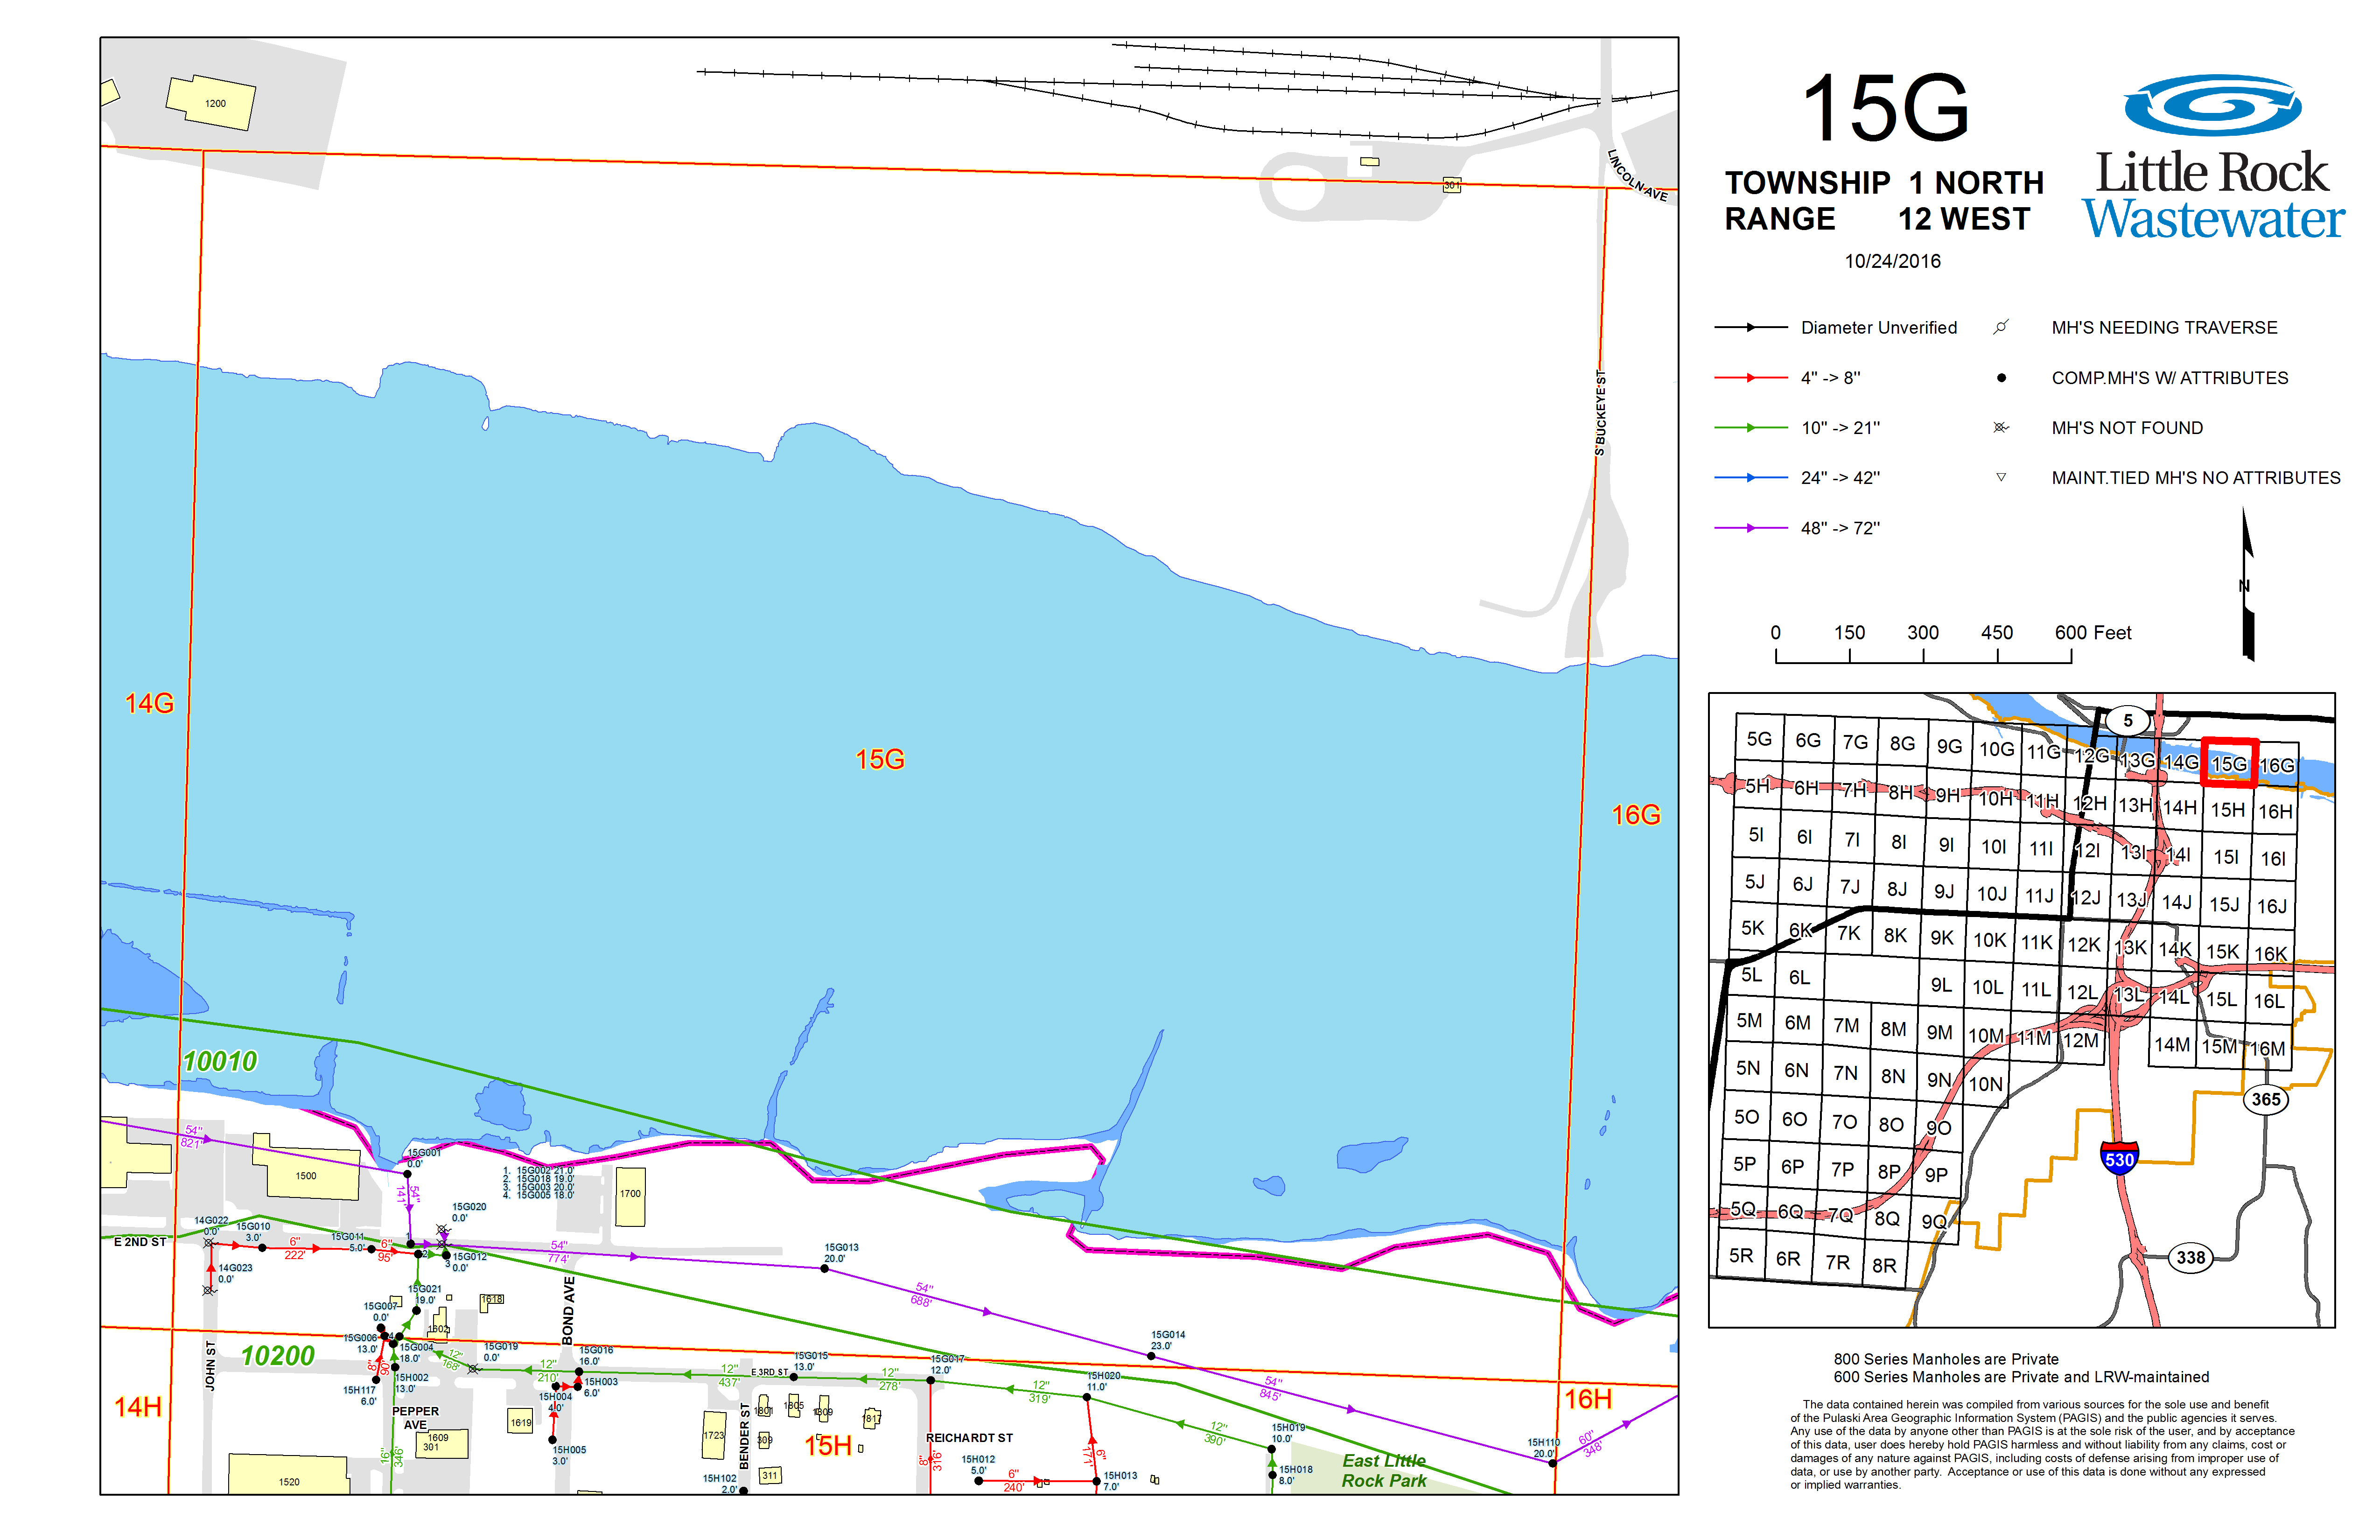 15G
TOWNSHIP 1 NORTH
RANGE 12 WEST
10/24/2016
Little Rock
Wastewater
Diameter Unverified
4" -> 8"
10" -> 21"
24" -> 42"
48" -> 72"
MH'S NEEDING TRAVERSE
COMP.MH'S W/ ATTRIBUTES
MH'S NOT FOUND
MAINT.TIED MH'S NO ATTRIBUTES
N
0 150 300 450 600 Feet
1200
301
LINCOLN AVE
S BUCKEYE ST
14G
15G
16G
10010
54"
821'
1500
15G001
0.0'
54"
141'
1. 15G002 21.0'
2. 15G018 19.0'
3. 15G003 20.0'
4. 15G005 18.0'
1700
15G020
0.0'
14G022
0.0'
15G010
3.0'
15G011
5.0'
E 2ND ST
6"
222'
6"
95'
1
2
3
15G012
0.0'
54"
774'
15G013
20.0'
14G023
0.0'
15G021
19.0'
1618
BOND AVE
54"
688'
15G007
0.0'
1602
15G006
13.0'
4
15G004
18.0'
12"
168'
15G019
0.0'
15G016
16.0'
15G014
23.0'
10200
JOHN ST
8"
90'
15H117
6.0'
15H002
13.0'
12"
210'
15H003
6.0'
15H004
4.0'
12"
437'
E 3RD ST
15G015
13.0'
12"
278'
15G017
12.0'
12"
319'
15H020
11.0'
54"
845'
14H
PEPPER
AVE
1609
301
1619
15H005
3.0'
16"
346'
1520
1723
BENDER ST
1801
1805
1809
1817
309
311
15H
15H102
2.0'
8"
316'
REICHARDT ST
15H012
5.0'
6"
240'
6"
171'
15H013
7.0'
12"
390'
15H019
10.0'
15H018
8.0'
East Little
Rock Park
15H110
20.0'
60"
348'
16H
5
5G 6G 7G 8G 9G 10G 11G 12G 13G 14G 15G 16G
5H 6H 7H 8H 9H 10H 11H 12H 13H 14H 15H 16H
5I 6I 7I 8I 9I 10I 11I 12I 13I 14I 15I 16I
5J 6J 7J 8J 9J 10J 11J 12J 13J 14J 15J 16J
5K 6K 7K 8K 9K 10K 11K 12K 13K 14K 15K 16K
5L 6L 9L 10L 11L 12L 13L 14L 15L 16L
5M 6M 7M 8M 9M 10M 11M 12M 14M 15M 16M
5N 6N 7N 8N 9N 10N
365
5O 6O 7O 8O 9O
530
5P 6P 7P 8P 9P
5Q 6Q 7Q 8Q 9Q
5R 6R 7R 8R
338
800 Series Manholes are Private
600 Series Manholes are Private and LRW-maintained
The data contained herein was compiled from various sources for the sole use and benefit
of the Pulaski Area Geographic Information System (PAGIS) and the public agencies it serves.
Any use of the data by anyone other than PAGIS is at the sole risk of the user, and by acceptance
of this data, user does hereby hold PAGIS harmless and without liability from any claims, cost or
damages of any nature against PAGIS, including costs of defense arising from improper use of
data, or use by another party. Acceptance or use of this data is done without any expressed
or implied warranties.